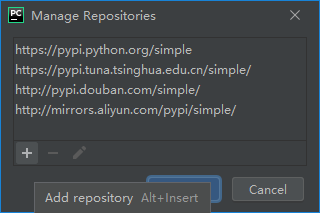 PC
Manage Repositories
https://pypi.python.org/simple
https://pypi.tuna.tsinghua.edu.cn/simple/
http://pypi.douban.com/simple/
http://mirrors.aliyun.com/pypi/simple/
Add repository Alt+Insert
Cancel